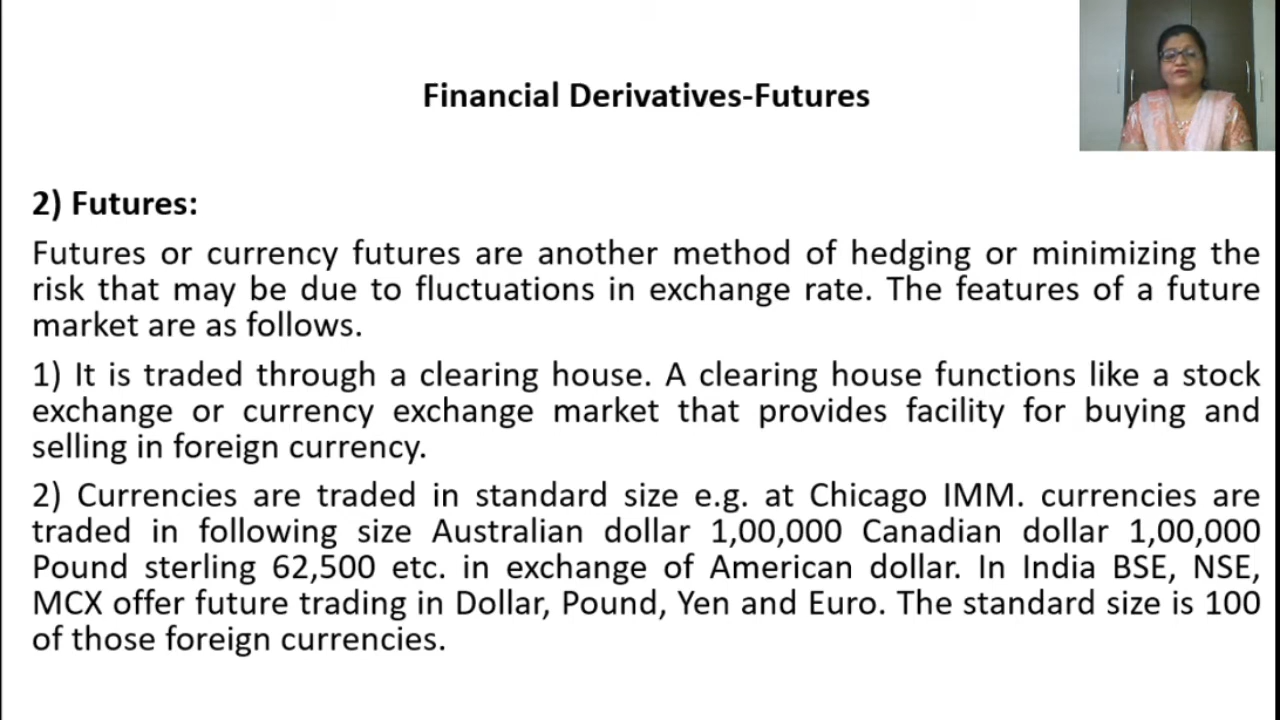 Financial Derivatives-Futures
2) Futures:
Futures or currency futures are another method of hedging or minimizing the
risk that may be due to fluctuations in exchange rate. The features of a future
market are as follows.
1) It is traded through a clearing house. A clearing house functions like a stock
exchange or currency exchange market that provides facility for buying and
selling in foreign currency.
2) Currencies are traded in standard size e.g. at Chicago IMM. currencies are
traded in following size Australian dollar 1,00,000 Canadian dollar 1,00,000
Pound sterling 62,500 etc. in exchange of American dollar. In India BSE, NSE,
MCX offer future trading in Dollar, Pound, Yen and Euro. The standard size is 100
of those foreign currencies.